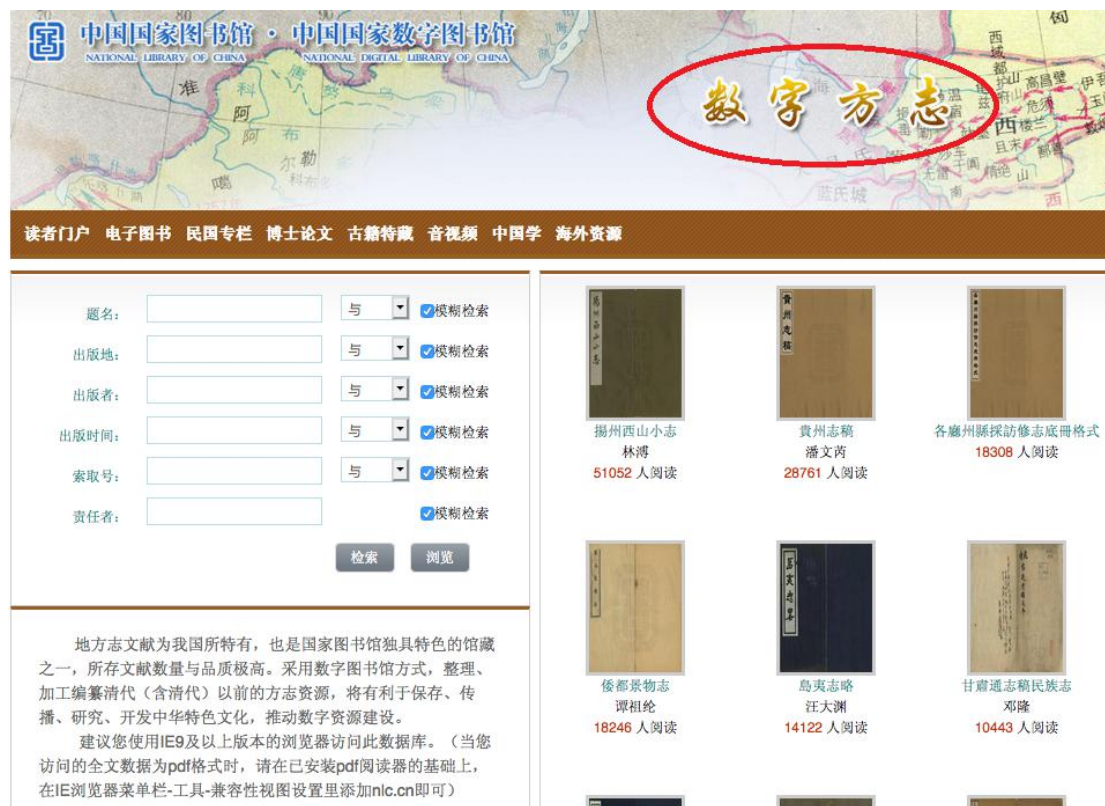 中国国家图书馆 · 中国国家数字图书馆
NATIONAL LIBRARY OF CHINA NATIONAL DIGITAL LIBRARY OF CHINA
数字方志
读者门户 电子图书 民国专栏 博士论文 古籍特藏 音视频 中国学 海外资源
题名: 与 模糊检索
出版地: 与 模糊检索
出版者: 与 模糊检索
出版时间: 与 模糊检索
索取号: 与 模糊检索
责任者: 模糊检索
检索 浏览
地方志文献为我国所特有,也是国家图书馆独具特色的馆藏
之一,所存文献数量与品质极高。采用数字图书馆方式,整理、
加工编纂清代(含清代)以前的方志资源,将有利于保存、传
播、研究、开发中华特色文化,推动数字资源建设。
建议您使用IE9及以上版本的浏览器访问此数据库。(当您
访问的全文数据为pdf格式时,请在已安装pdf阅读器的基础上,
在IE浏览器菜单栏-工具-兼容性视图设置里添加nlc.cn即可)
揚州西山小志
林溥
51052 人阅读
貴州志稿
潘文芮
28761 人阅读
各廳州縣採訪修志底冊格式
18308 人阅读
倭都景物志
谭祖纶
18246 人阅读
島夷志略
汪大渊
14122 人阅读
甘肅通志稿民族志
邓隆
10443 人阅读